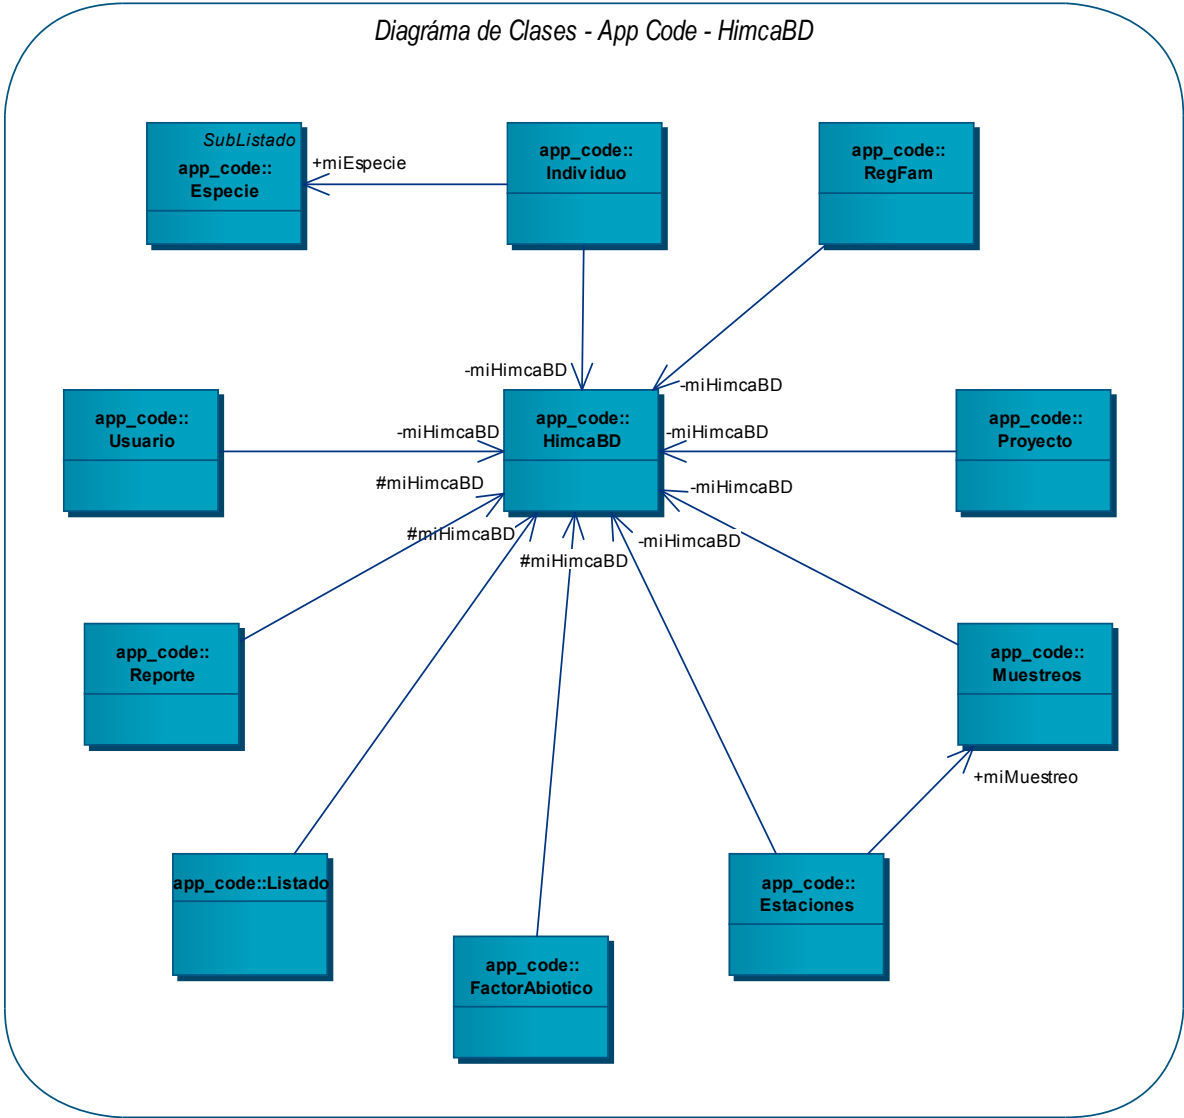 Diagráma de Clases - App Code - HimcaBD
SubListado
app_code::
Especie
+miEspecie
app_code::
Individuo
app_code::
RegFam
-miHimcaBD
-miHimcaBD
app_code::
Usuario
-miHimcaBD
app_code::
HimcaBD
-miHimcaBD
app_code::
Proyecto
#miHimcaBD
-miHimcaBD
#miHimcaBD
-miHimcaBD
#miHimcaBD
app_code::
Reporte
app_code::
Muestreos
+miMuestreo
app_code::Listado
app_code::
Estaciones
app_code::
FactorAbiotico